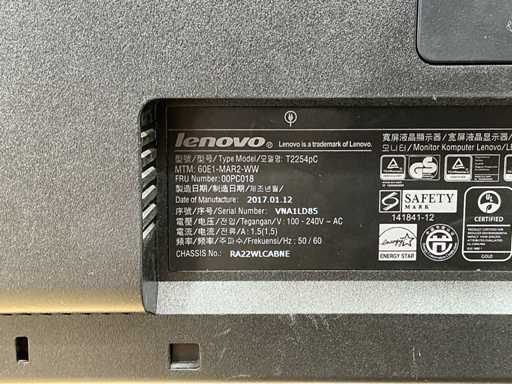 lenovo® Lenovo is a trademark of Lenovo.
型號/型号/Type Model/모델명: T2254pC
MTM: 60E1-MAR2-WW
FRU Number: 00PC018
製造日期/制造日期/제조년월/
Date of Manufacture: 2017.01.12
序號/序号/Serial Number: VNA1LD85
電壓/电压/전압/Tegangan/V: 100 - 240V ~ AC
電流/电流/전류/A: 1.5(1,5)
頻率/频率/주파수/Frekuensi/Hz: 50 / 60
CHASSIS No.: RA22WLCABNE
寬屏液晶顯示器/宽屏液晶显示器/
모니터/Monitor Komputer Lenovo/
SAFETY
MARK
141841-12
CERTIFIED
GOLD